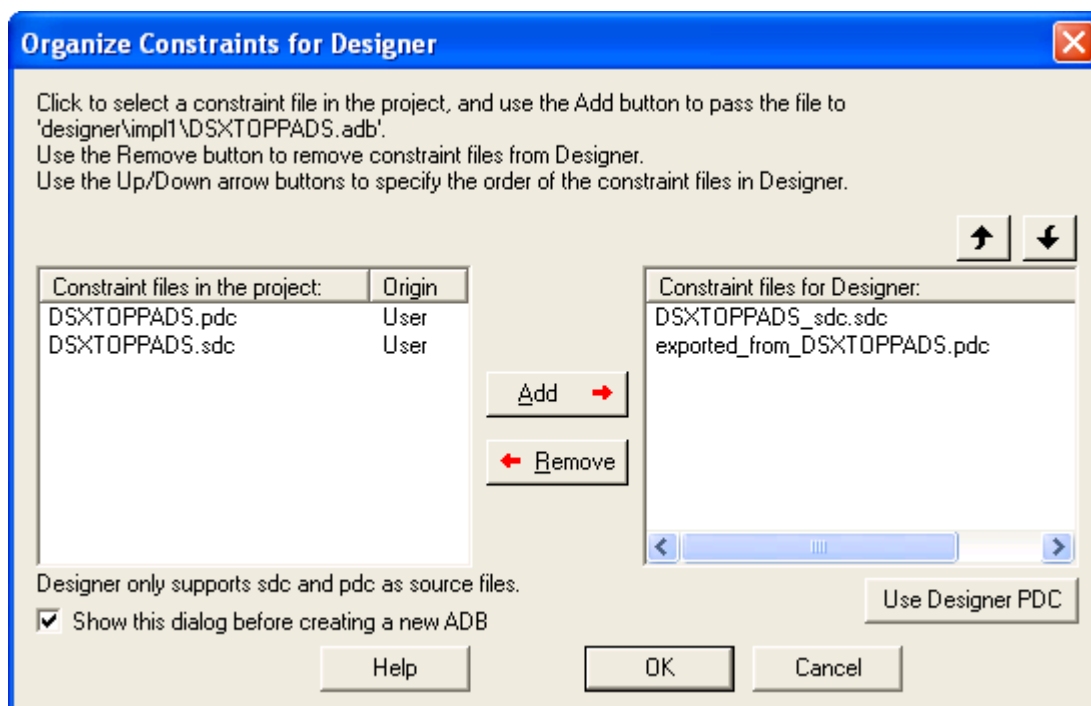 Organize Constraints for Designer
Click to select a constraint file in the project, and use the Add button to pass the file to
'designer\impl1\DSXTOPPADS.adb'.
Use the Remove button to remove constraint files from Designer.
Use the Up/Down arrow buttons to specify the order of the constraint files in Designer.
Constraint files in the project: Origin
DSXTOPPADS.pdc User
DSXTOPPADS.sdc User
Add
Remove
Constraint files for Designer:
DSXTOPPADS_sdc.sdc
exported_from_DSXTOPPADS.pdc
Designer only supports sdc and pdc as source files.
Use Designer PDC
Show this dialog before creating a new ADB
Help OK Cancel